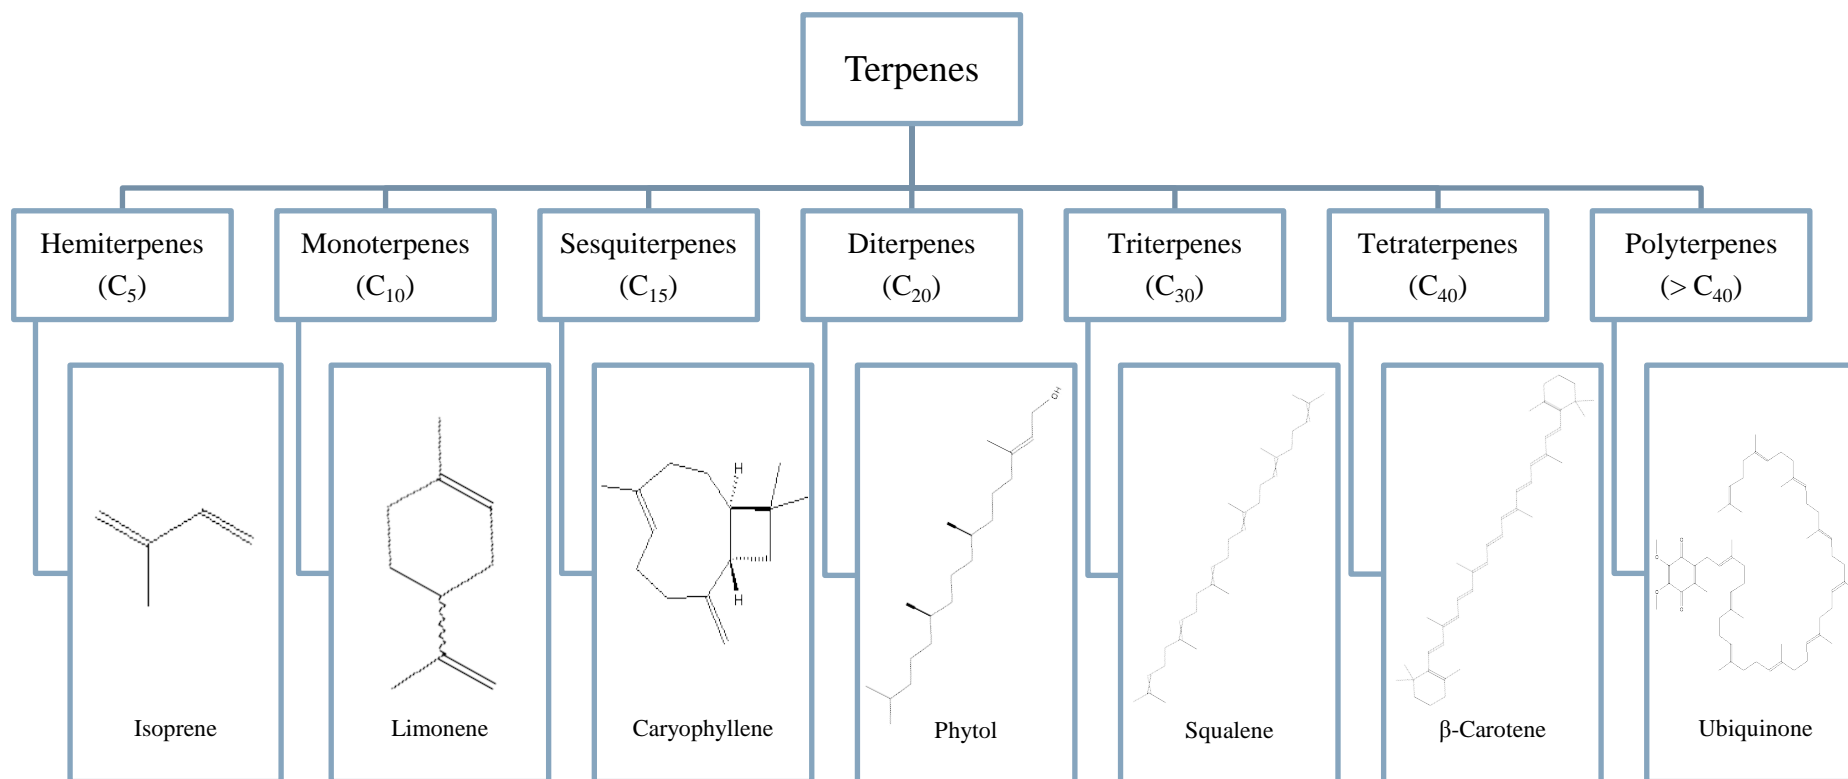 Terpenes
Hemiterpenes
(C₅)
Monoterpenes
(C₁₀)
Sesquiterpenes
(C₁₅)
Diterpenes
(C₂₀)
Triterpenes
(C₃₀)
Tetraterpenes
(C₄₀)
Polyterpenes
(> C₄₀)
H
H
OH
O
O
O
O
Isoprene
Limonene
Caryophyllene
Phytol
Squalene
β-Carotene
Ubiquinone